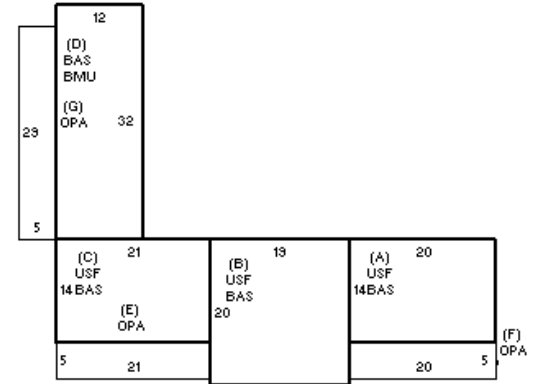 12
(D)
BAS
BMU
(G)
OPA 32
29
5
21 19 20
(C) (B) (A)
USF USF USF
14BAS BAS 14BAS
(E) 20
OPA
(F)
OPA
5 21 20 5